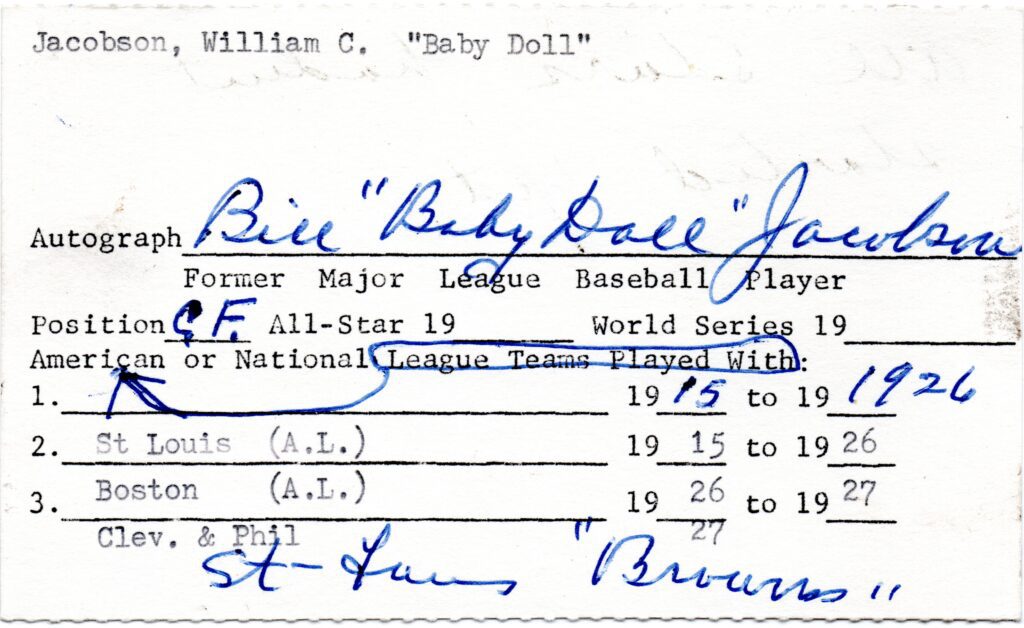 Jacobson, William C. "Baby Doll"
Autograph Bill "Baby Doll" Jacobson
Former Major League Baseball Player
Position C.F. All-Star 19 World Series 19
American or National League Teams Played With:
1. 19 15 to 19 1926
2. St Louis (A.L.) 19 15 to 19 26
3. Boston (A.L.) 19 26 to 19 27
Clev. & Phil 27
St-Louis "Browns"